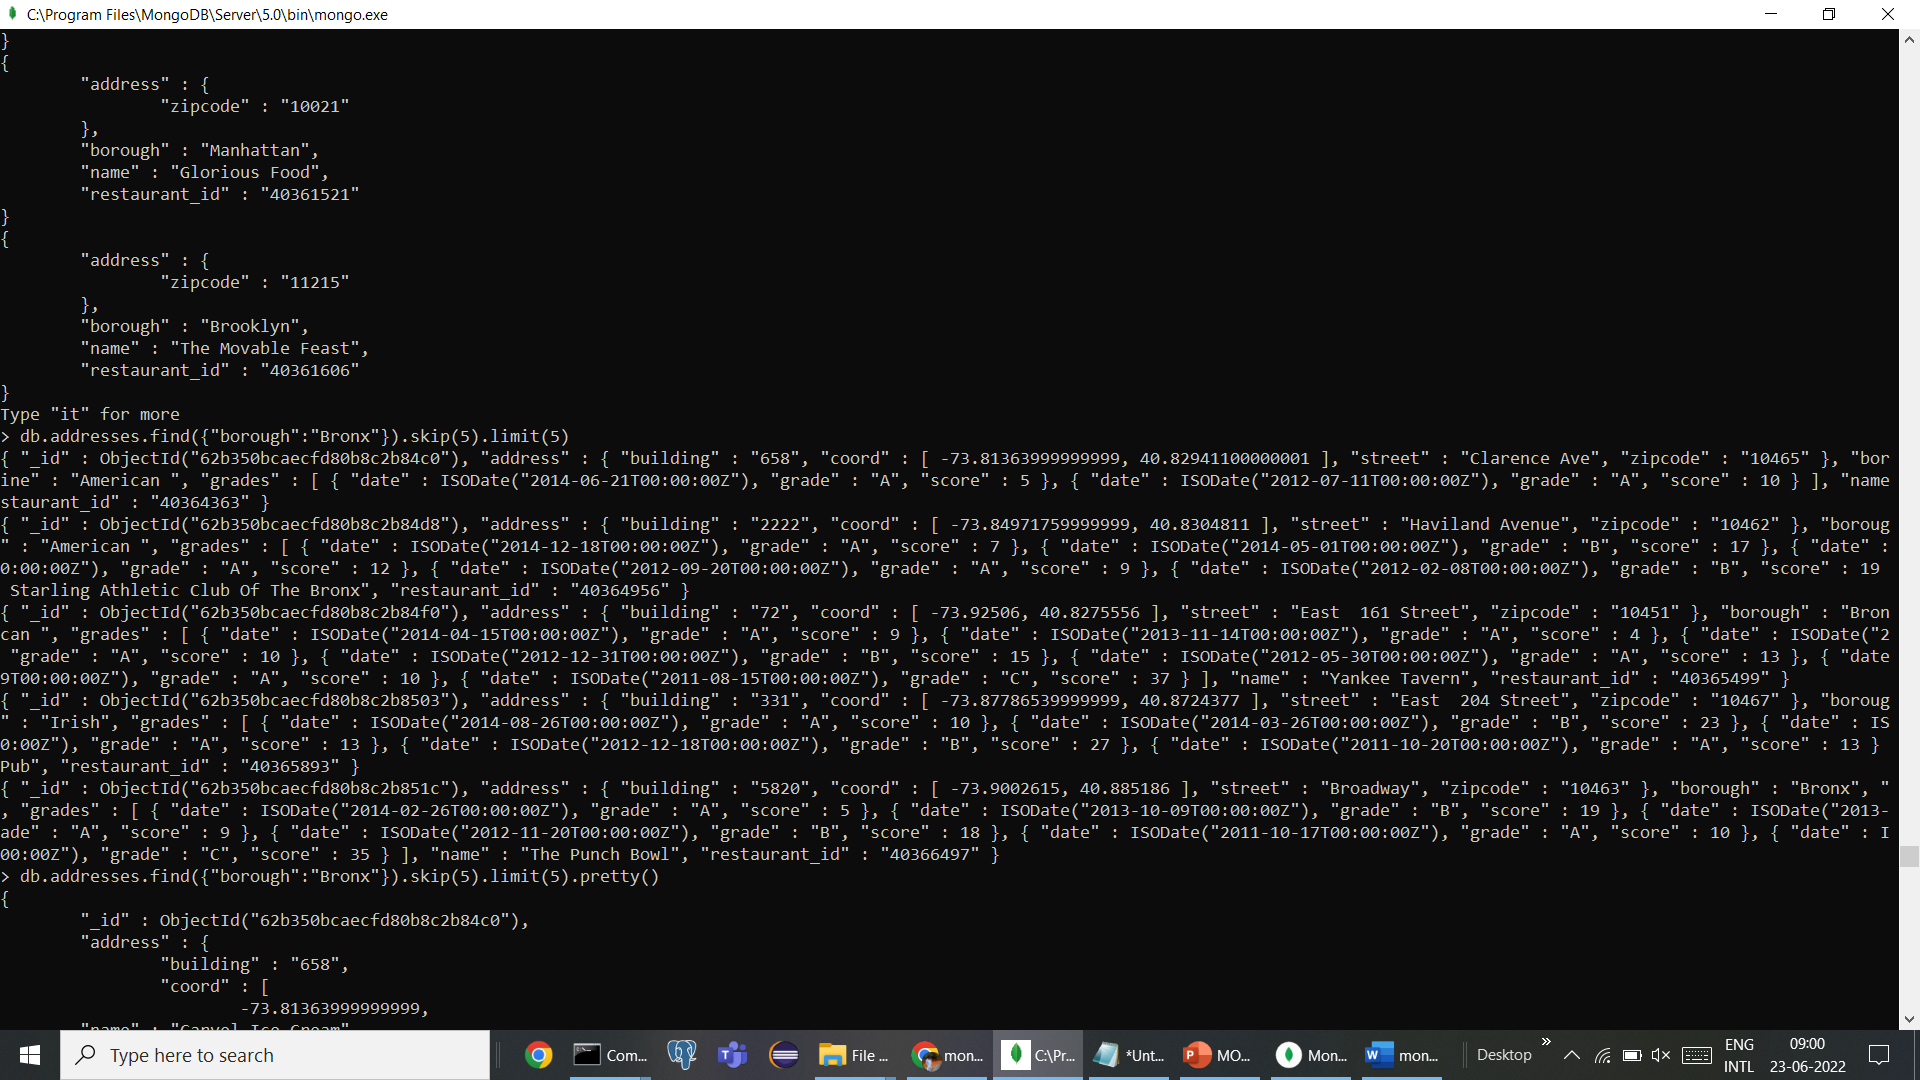 C:\Program Files\MongoDB\Server\5.0\bin\mongo.exe
}
{
"address" : {
"zipcode" : "10021"
},
"borough" : "Manhattan",
"name" : "Glorious Food",
"restaurant_id" : "40361521"
}
{
"address" : {
"zipcode" : "11215"
},
"borough" : "Brooklyn",
"name" : "The Movable Feast",
"restaurant_id" : "40361606"
}
Type "it" for more
> db.addresses.find({"borough":"Bronx"}).skip(5).limit(5)
{ "_id" : ObjectId("62b350bcaecfd80b8c2b84c0"), "address" : { "building" : "658", "coord" : [ -73.81363999999999, 40.82941100000001 ], "street" : "Clarence Ave", "zipcode" : "10465" }, "bor
ine" : "American ", "grades" : [ { "date" : ISODate("2014-06-21T00:00:00Z"), "grade" : "A", "score" : 5 }, { "date" : ISODate("2012-07-11T00:00:00Z"), "grade" : "A", "score" : 10 } ], "name
staurant_id" : "40364363" }
{ "_id" : ObjectId("62b350bcaecfd80b8c2b84d8"), "address" : { "building" : "2222", "coord" : [ -73.84971759999999, 40.8304811 ], "street" : "Haviland Avenue", "zipcode" : "10462" }, "boroug
" : "American ", "grades" : [ { "date" : ISODate("2014-12-18T00:00:00Z"), "grade" : "A", "score" : 7 }, { "date" : ISODate("2014-05-01T00:00:00Z"), "grade" : "B", "score" : 17 }, { "date" :
0:00:00Z"), "grade" : "A", "score" : 12 }, { "date" : ISODate("2012-09-20T00:00:00Z"), "grade" : "A", "score" : 9 }, { "date" : ISODate("2012-02-08T00:00:00Z"), "grade" : "B", "score" : 19
Starling Athletic Club Of The Bronx", "restaurant_id" : "40364956" }
{ "_id" : ObjectId("62b350bcaecfd80b8c2b84f0"), "address" : { "building" : "72", "coord" : [ -73.92506, 40.8275556 ], "street" : "East  161 Street", "zipcode" : "10451" }, "borough" : "Bron
can ", "grades" : [ { "date" : ISODate("2014-04-15T00:00:00Z"), "grade" : "A", "score" : 9 }, { "date" : ISODate("2013-11-14T00:00:00Z"), "grade" : "A", "score" : 4 }, { "date" : ISODate("2
"grade" : "A", "score" : 10 }, { "date" : ISODate("2012-12-31T00:00:00Z"), "grade" : "B", "score" : 15 }, { "date" : ISODate("2012-05-30T00:00:00Z"), "grade" : "A", "score" : 13 }, { "date
9T00:00:00Z"), "grade" : "A", "score" : 10 }, { "date" : ISODate("2011-08-15T00:00:00Z"), "grade" : "C", "score" : 37 } ], "name" : "Yankee Tavern", "restaurant_id" : "40365499" }
{ "_id" : ObjectId("62b350bcaecfd80b8c2b8503"), "address" : { "building" : "331", "coord" : [ -73.87786539999999, 40.8724377 ], "street" : "East  204 Street", "zipcode" : "10467" }, "boroug
" : "Irish", "grades" : [ { "date" : ISODate("2014-08-26T00:00:00Z"), "grade" : "A", "score" : 10 }, { "date" : ISODate("2014-03-26T00:00:00Z"), "grade" : "B", "score" : 23 }, { "date" : IS
0:00Z"), "grade" : "A", "score" : 13 }, { "date" : ISODate("2012-12-18T00:00:00Z"), "grade" : "B", "score" : 27 }, { "date" : ISODate("2011-10-20T00:00:00Z"), "grade" : "A", "score" : 13 }
Pub", "restaurant_id" : "40365893" }
{ "_id" : ObjectId("62b350bcaecfd80b8c2b851c"), "address" : { "building" : "5820", "coord" : [ -73.9002615, 40.885186 ], "street" : "Broadway", "zipcode" : "10463" }, "borough" : "Bronx", "
, "grades" : [ { "date" : ISODate("2014-02-26T00:00:00Z"), "grade" : "A", "score" : 5 }, { "date" : ISODate("2013-10-09T00:00:00Z"), "grade" : "B", "score" : 19 }, { "date" : ISODate("2013-
ade" : "A", "score" : 9 }, { "date" : ISODate("2012-11-20T00:00:00Z"), "grade" : "B", "score" : 18 }, { "date" : ISODate("2011-10-17T00:00:00Z"), "grade" : "A", "score" : 10 }, { "date" : I
00:00Z"), "grade" : "C", "score" : 35 } ], "name" : "The Punch Bowl", "restaurant_id" : "40366497" }
> db.addresses.find({"borough":"Bronx"}).skip(5).limit(5).pretty()
{
"_id" : ObjectId("62b350bcaecfd80b8c2b84c0"),
"address" : {
"building" : "658",
"coord" : [
-73.81363999999999,
"name" : "Carvel Ice Cream"
Type here to search
Com...
File ...
mon...
C:\Pr...
*Unt...
MO...
Mon...
mon...
Desktop
ENG
INTL
09:00
23-06-2022